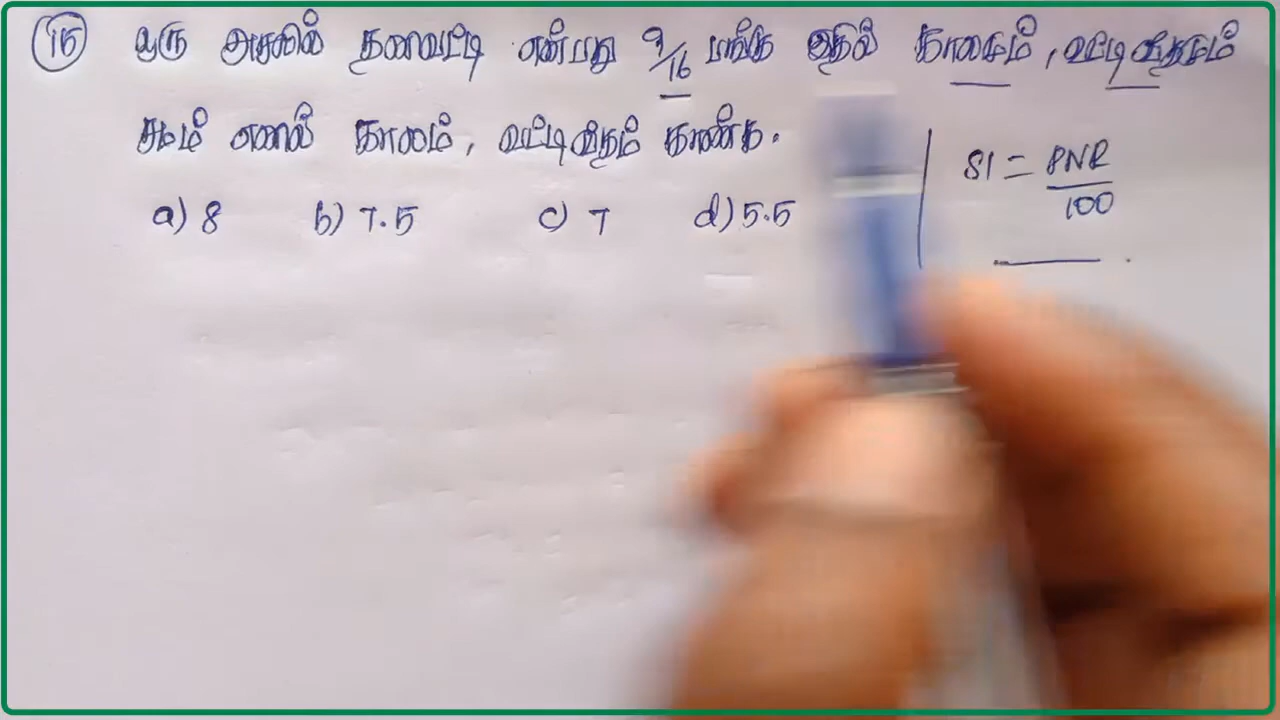 15 ஒரு அசலில் தனிவட்டி என்பது 9/16 பங்கு இதில் காலமும், வட்டி வீதமும்
சமம் எனில் காலம், வட்டி வீதம் காண்க.
a) 8 b) 7.5 c) 7 d) 5.5
SI = PNR
100